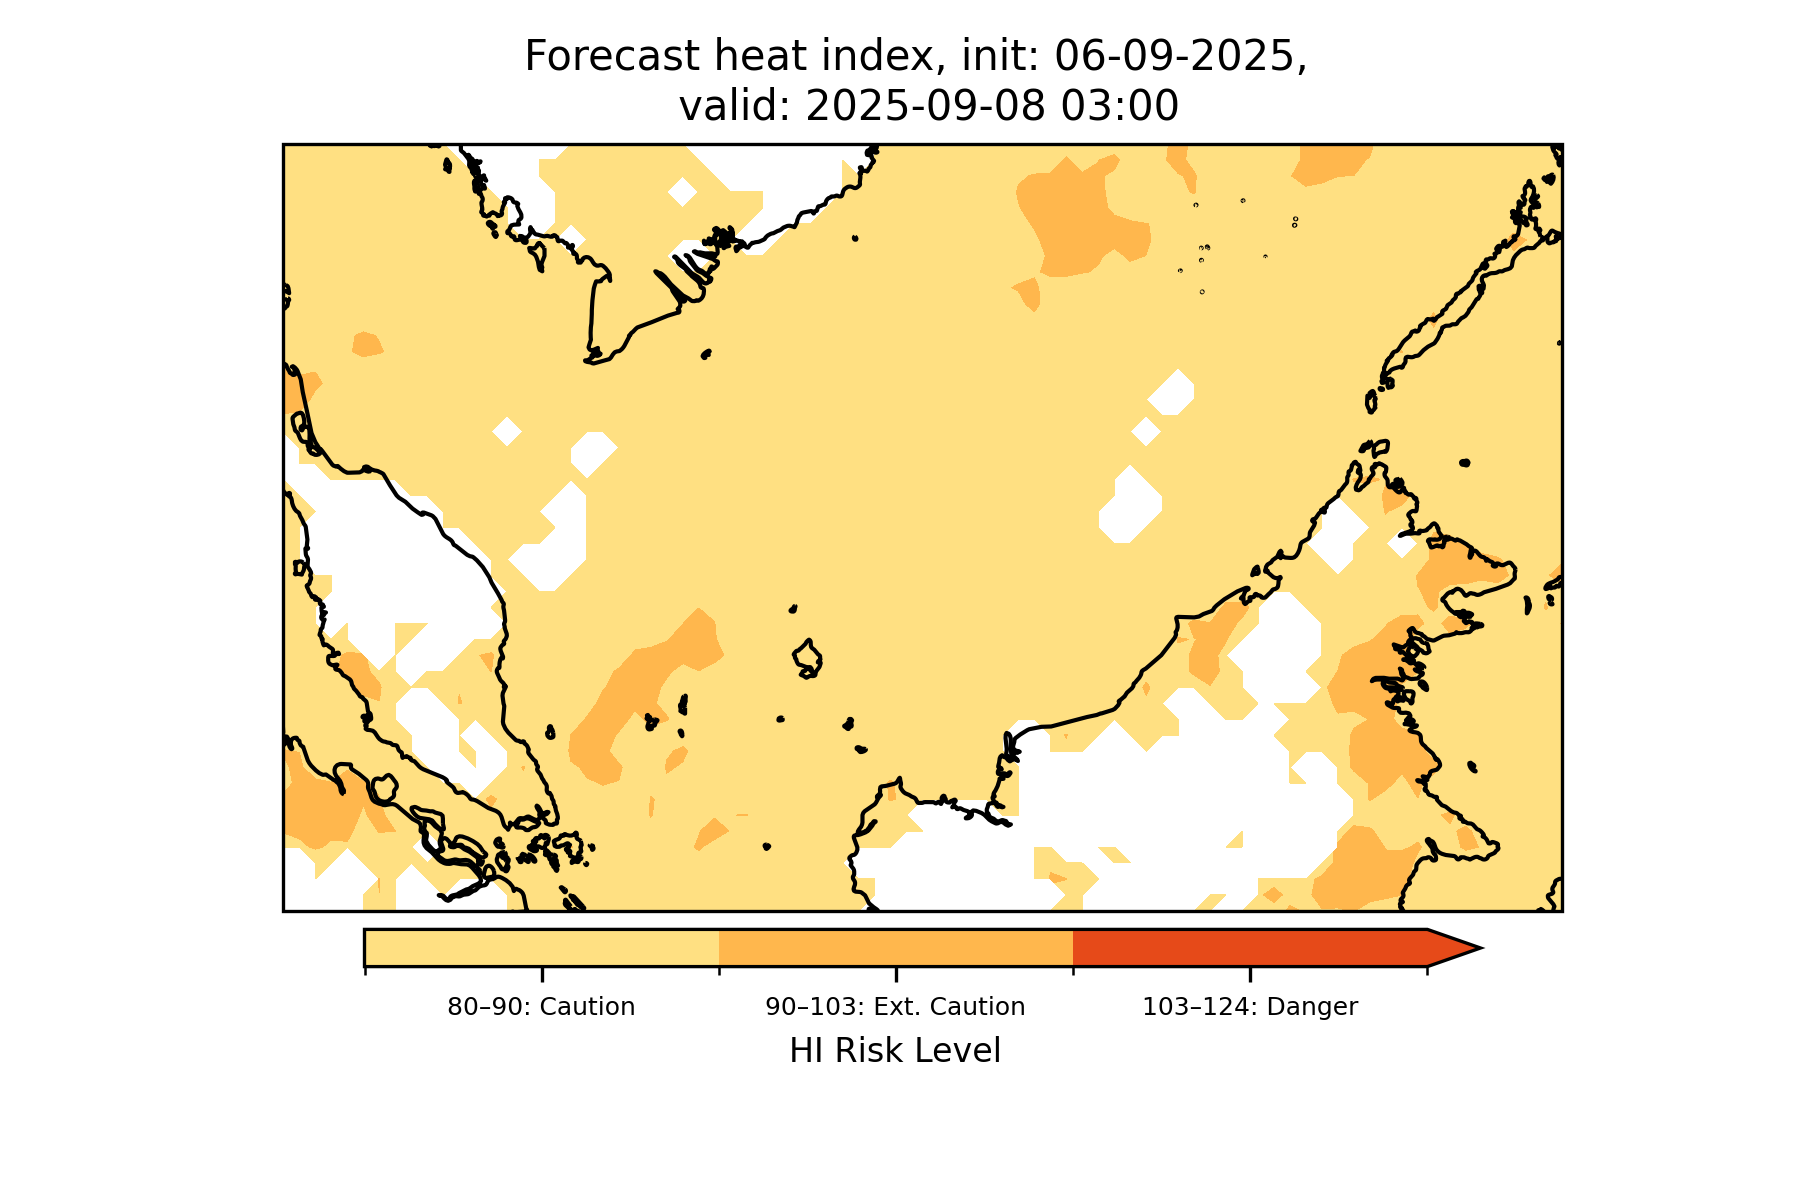 Forecast heat index, init: 06-09-2025,
valid: 2025-09-08 03:00
80–90: Caution
90–103: Ext. Caution
103–124: Danger
HI Risk Level